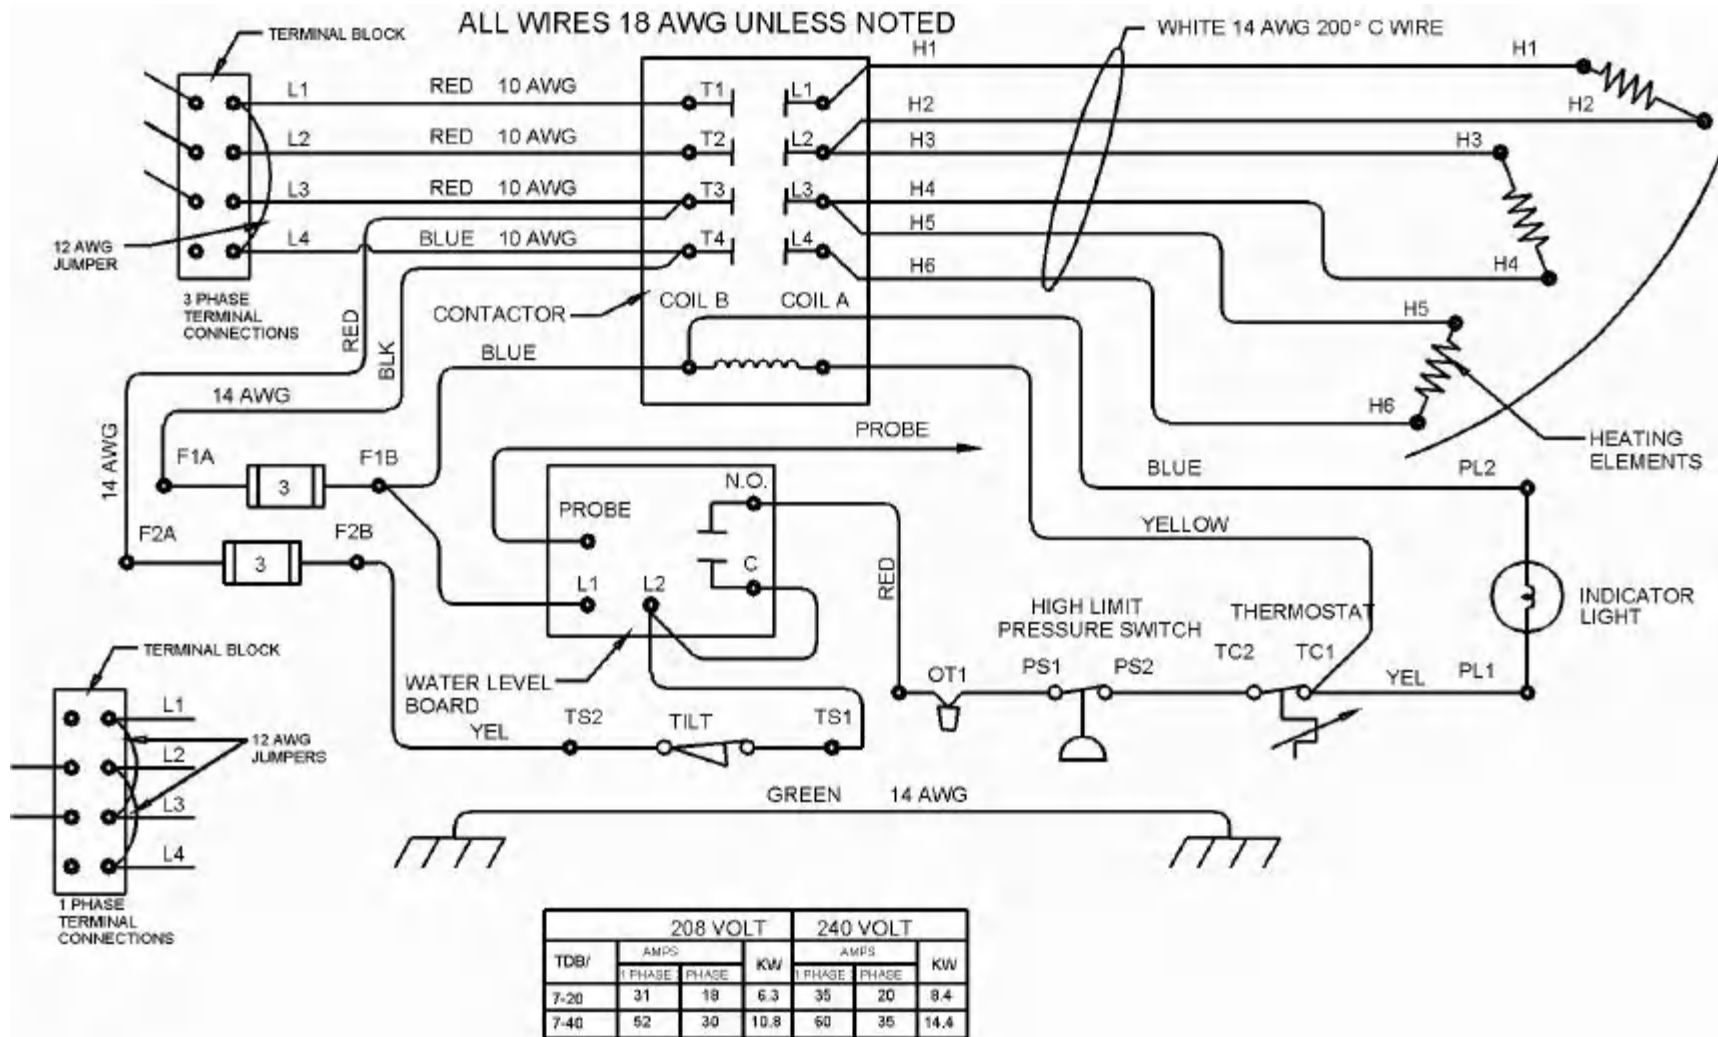 ALL WIRES 18 AWG UNLESS NOTED
TERMINAL BLOCK
WHITE 14 AWG 200° C WIRE
L1
RED 10 AWG
T1
L1
H1
H1
L2
RED 10 AWG
T2
L2
H2
H2
H3
H3
L3
RED 10 AWG
T3
L3
H4
H5
L4
BLUE 10 AWG
T4
L4
H6
H4
12 AWG
JUMPER
3 PHASE
TERMINAL
CONNECTIONS
CONTACTOR
COIL B
COIL A
H5
RED
BLK
BLUE
14 AWG
H6
HEATING
ELEMENTS
14 AWG
PROBE
F1A
3
F1B
N.O.
BLUE
PL2
PROBE
F2A
3
F2B
C
YELLOW
L1
L2
RED
HIGH LIMIT
PRESSURE SWITCH
THERMOSTAT
INDICATOR
LIGHT
TERMINAL BLOCK
WATER LEVEL
BOARD
OT1
PS1
PS2
TC2
TC1
YEL
PL1
L1
12 AWG
JUMPERS
YEL
TS2
TILT
TS1
L2
L3
L4
GREEN 14 AWG
1 PHASE
TERMINAL
CONNECTIONS
208 VOLT 240 VOLT
TDB/ AMPS KW AMPS KW
1 PHASE PHASE 1 PHASE PHASE
7-20 31 18 6.3 35 20 8.4
7-40 52 30 10.8 60 35 14.4